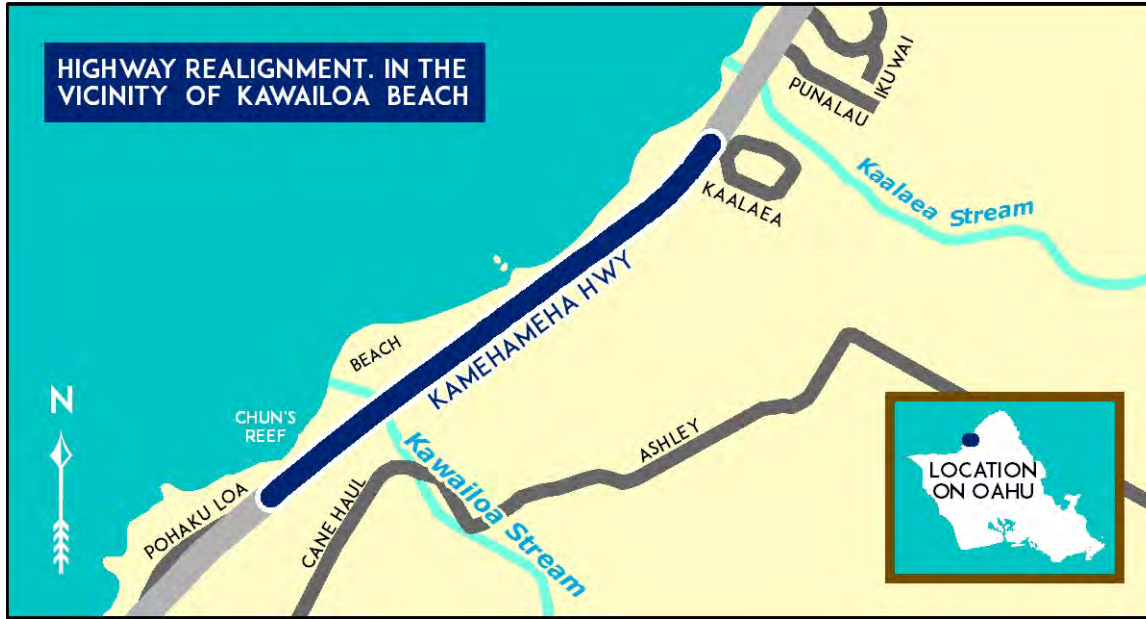 HIGHWAY REALIGNMENT. IN THE
VICINITY OF KAWAILOA BEACH
IKUWAI
PUNALAU
KAALAEA
Kaalaea Stream
KAMEHAMEHA HWY
BEACH
N
CHUN'S
REEF
Kawailoa Stream
ASHLEY
POHAKU LOA
CANE HAUL
LOCATION
ON OAHU